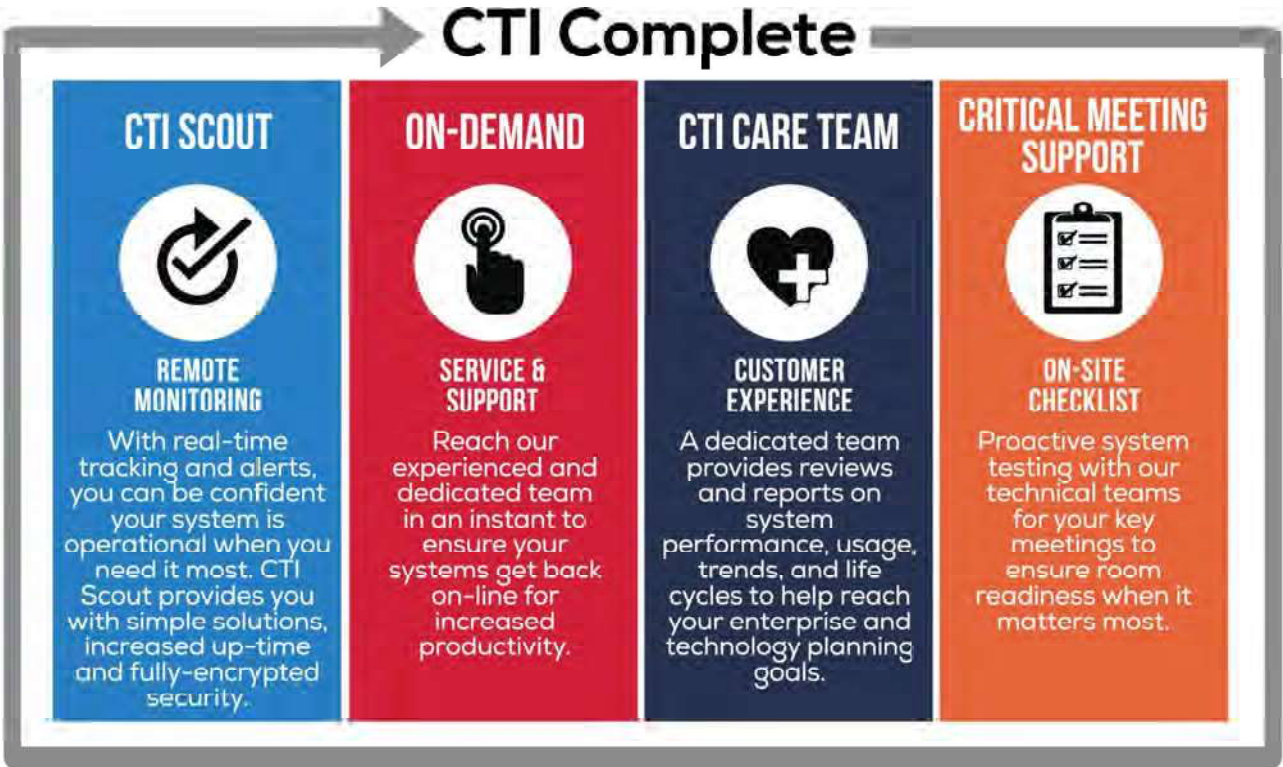 CTI Complete
CTI SCOUT
REMOTE
MONITORING
With real-time
tracking and alerts,
you can be confident
your system is
operational when you
need it most. CTI
Scout provides you
with simple solutions,
increased up-time
and fully-encrypted
security.
ON-DEMAND
SERVICE &
SUPPORT
Reach our
experienced and
dedicated team
in an instant to
ensure your
systems get back
on-line for
increased
productivity.
CTI CARE TEAM
CUSTOMER
EXPERIENCE
A dedicated team
provides reviews
and reports on
system
performance, usage,
trends, and life
cycles to help reach
your enterprise and
technology planning
goals.
CRITICAL MEETING
SUPPORT
ON-SITE
CHECKLIST
Proactive system
testing with our
technical teams
for your key
meetings to
ensure room
readiness when it
matters most.